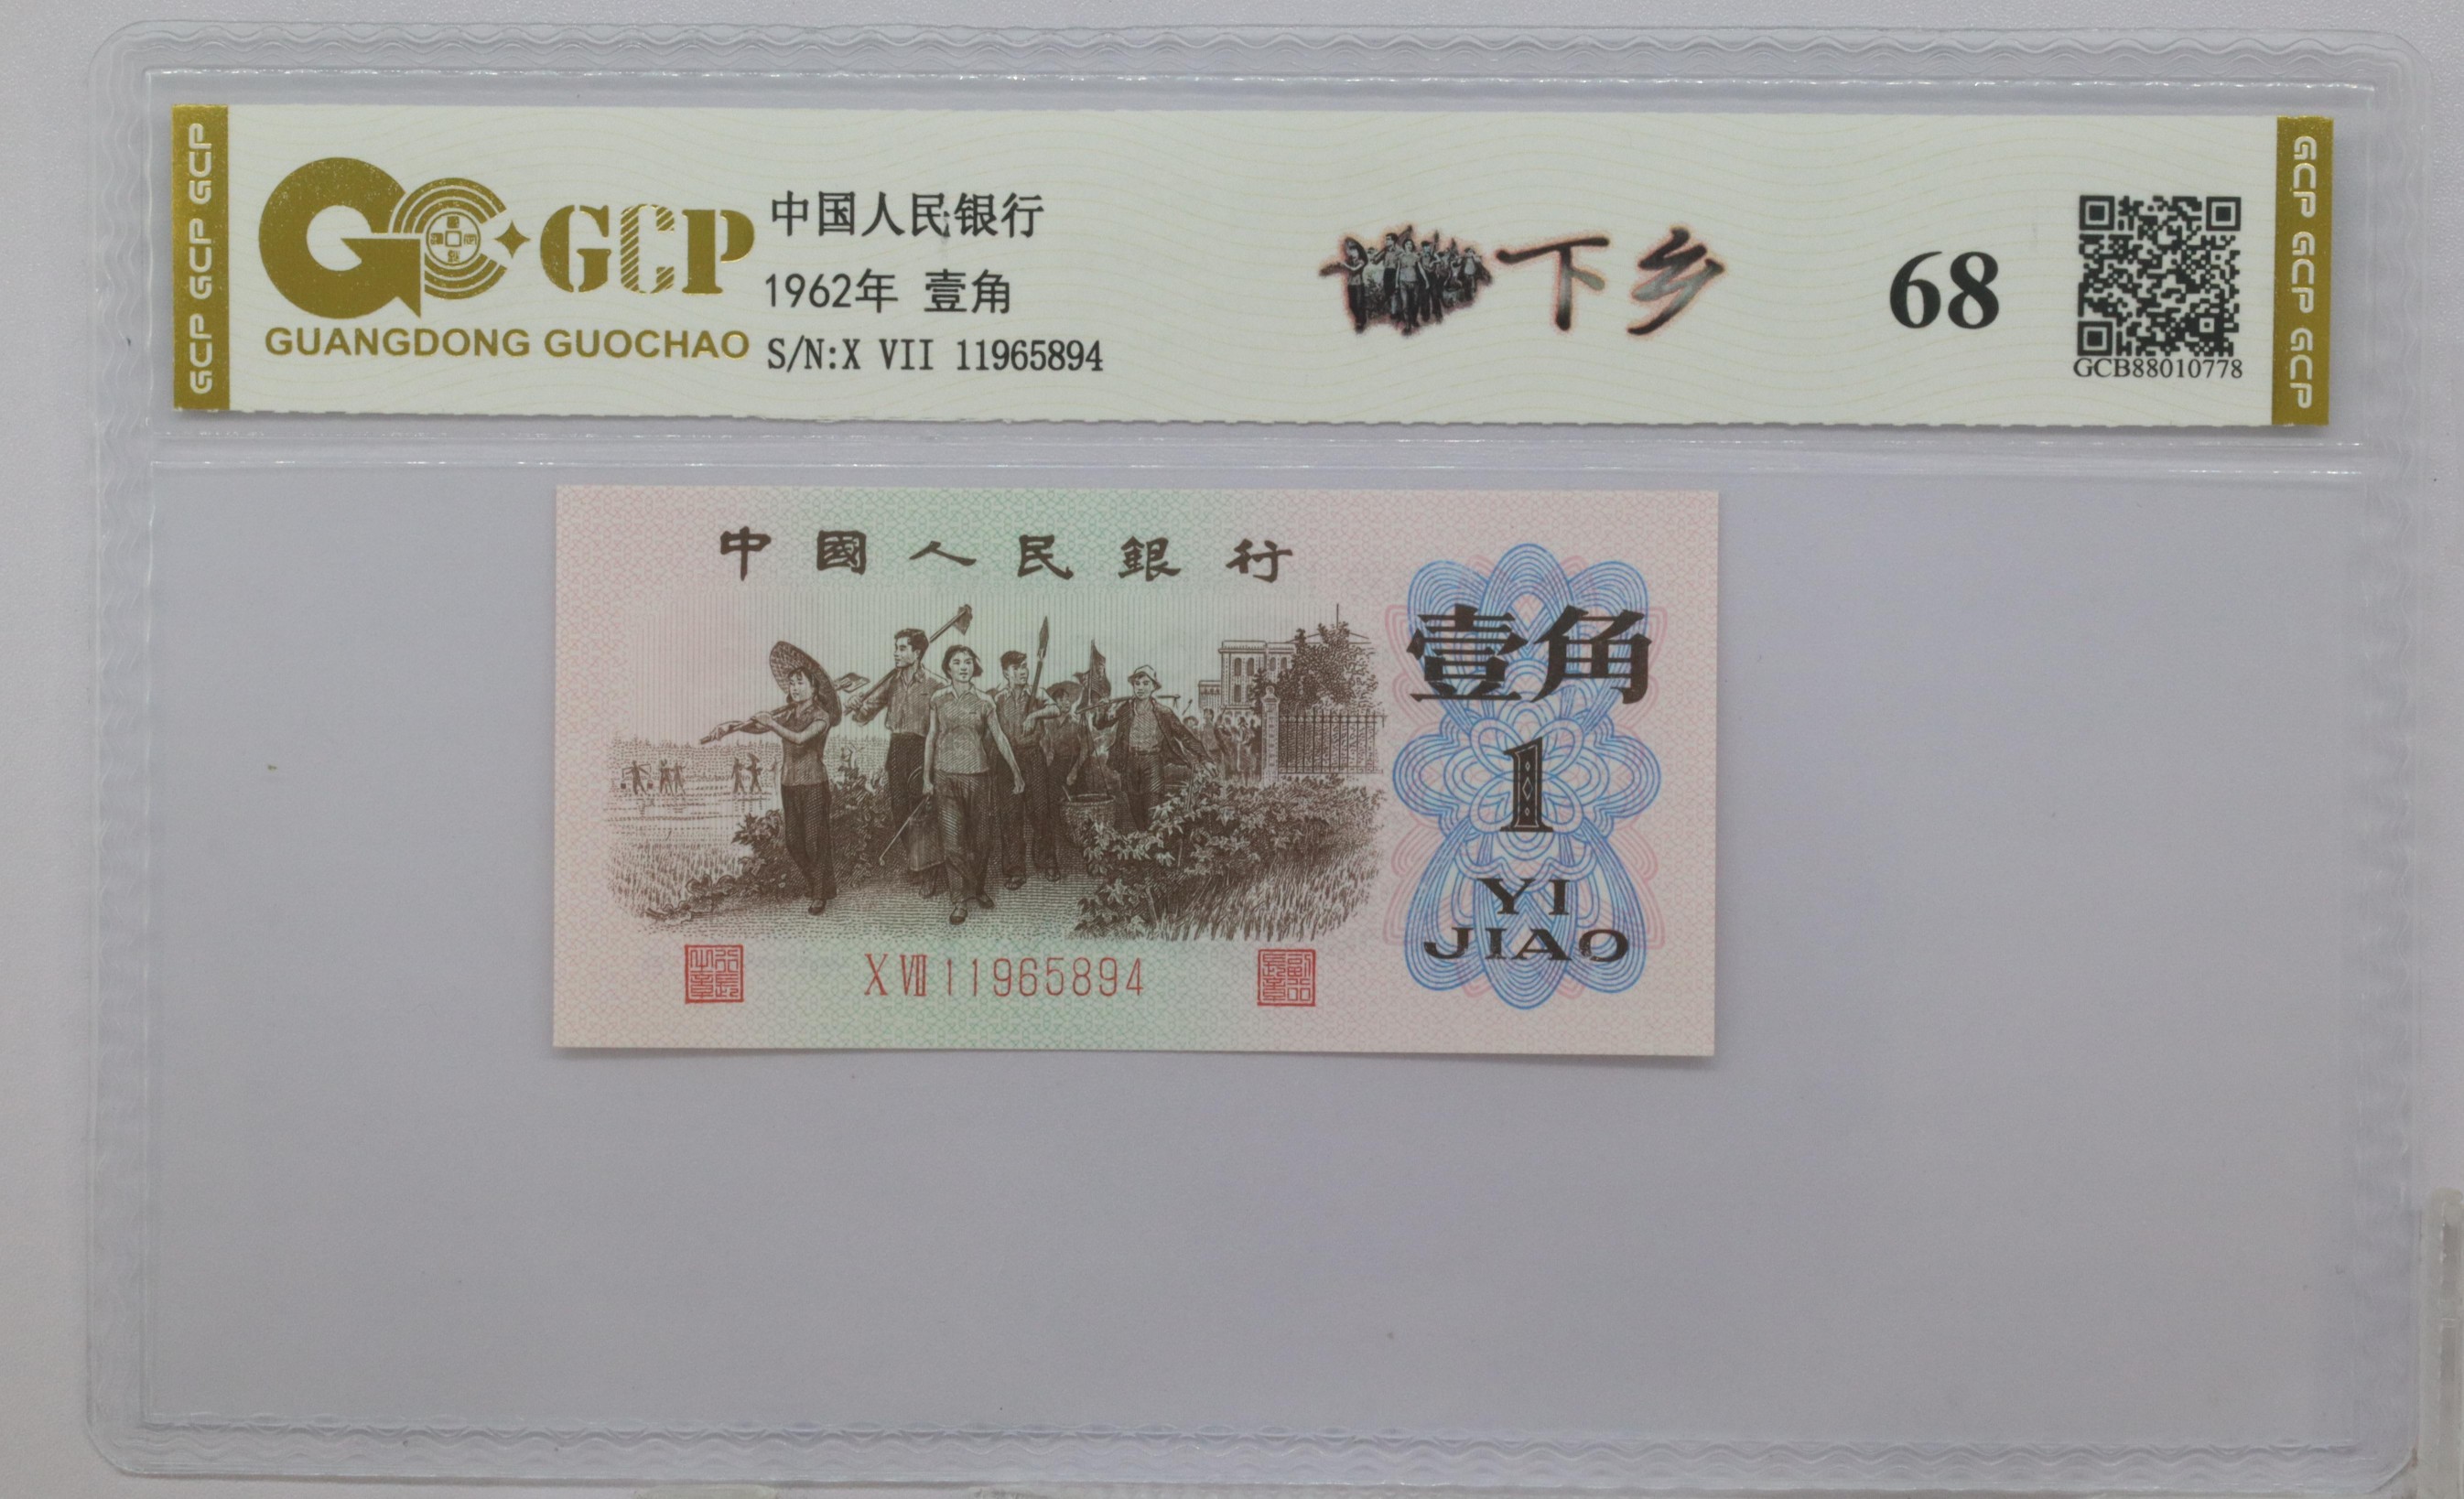 GCP GCP GCP
GCP
GUANGDONG GUOCHAO
中国人民银行
1962年 壹角
S/N:X VII 11965894
下乡
68
GCB88010778
GCP GCP GCP
中國人民銀行
壹角
1
YI
JIAO
X VII 11965894